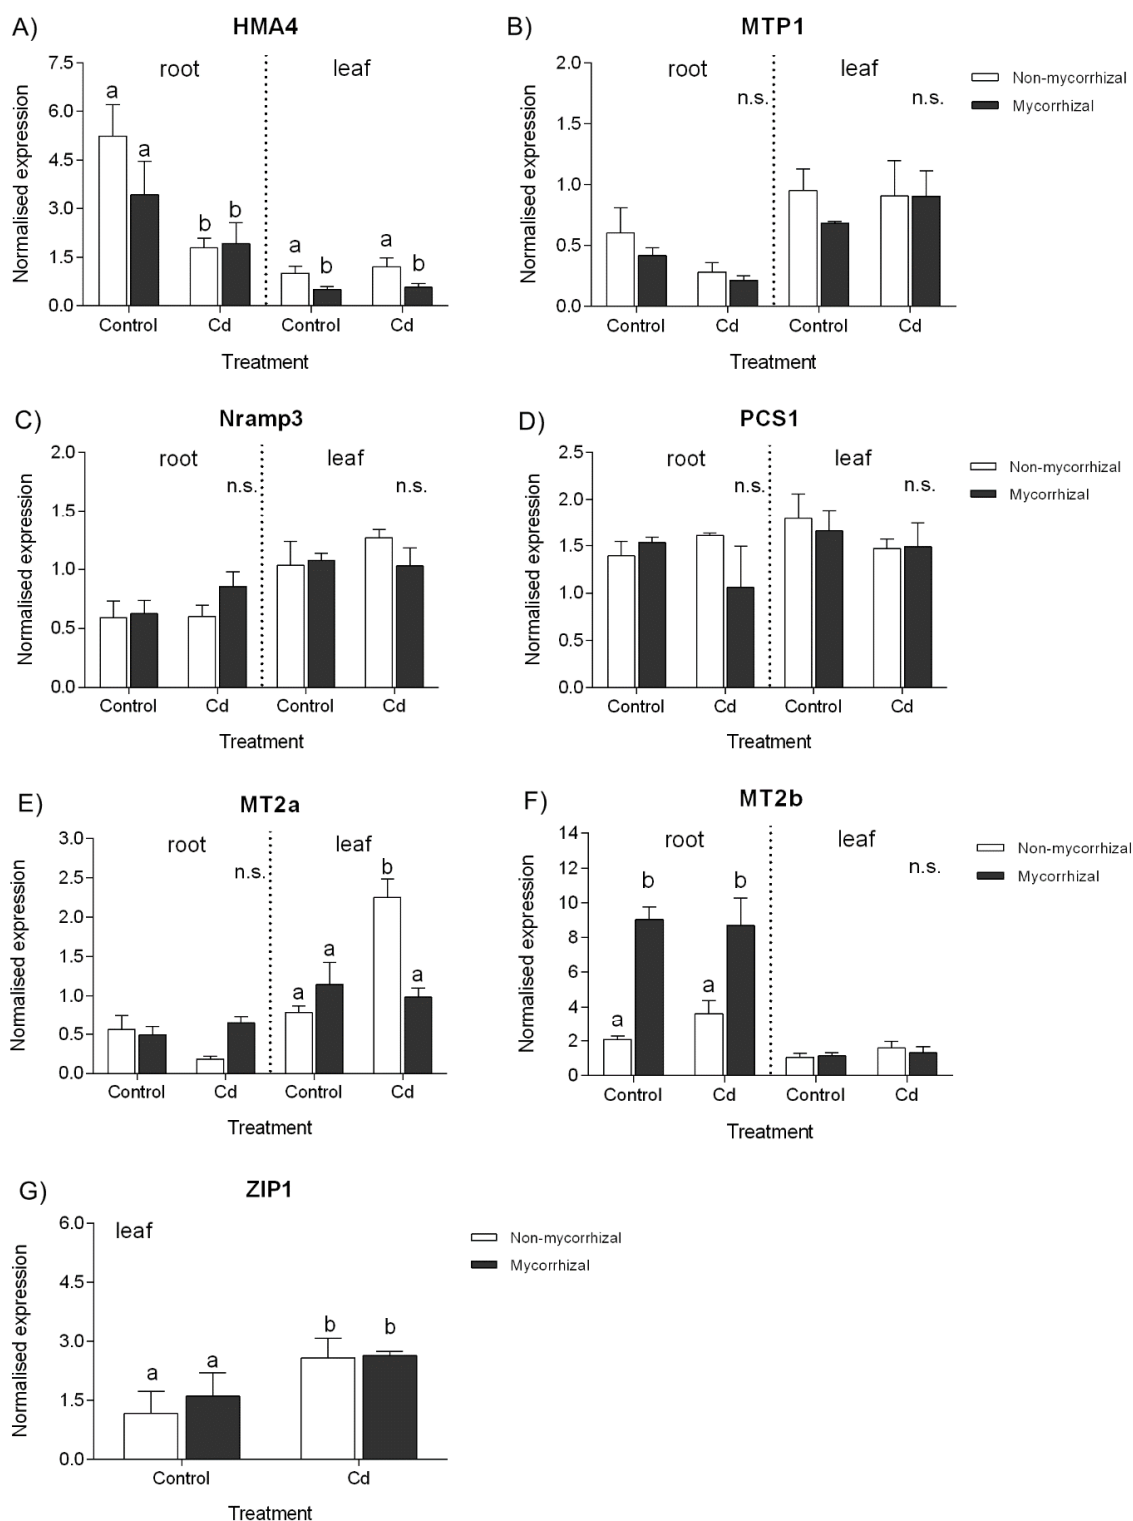 A) HMA4
7.5
6.0
4.5
3.0
1.5
0.0
Normalised expression
root leaf
a a b b a b a b
Control Cd Control Cd
Treatment
B) MTP1
2.0
1.5
1.0
0.5
0.0
Normalised expression
root leaf
n.s. n.s.
Control Cd Control Cd
Treatment
Non-mycorrhizal
Mycorrhizal
C) Nramp3
2.0
1.5
1.0
0.5
0.0
Normalised expression
root leaf
n.s. n.s.
Control Cd Control Cd
Treatment
D) PCS1
2.5
2.0
1.5
1.0
0.5
0.0
Normalised expression
root leaf
n.s. n.s.
Control Cd Control Cd
Treatment
Non-mycorrhizal
Mycorrhizal
E) MT2a
3.0
2.5
2.0
1.5
1.0
0.5
0.0
Normalised expression
root leaf
n.s.
a a b a
Control Cd Control Cd
Treatment
F) MT2b
14
12
10
8
6
4
2
0
Normalised expression
root leaf
n.s.
a b a b
Control Cd Control Cd
Treatment
Non-mycorrhizal
Mycorrhizal
G) ZIP1
6.0
4.5
3.0
1.5
0.0
Normalised expression
leaf
a a b b
Control Cd
Treatment
Non-mycorrhizal
Mycorrhizal